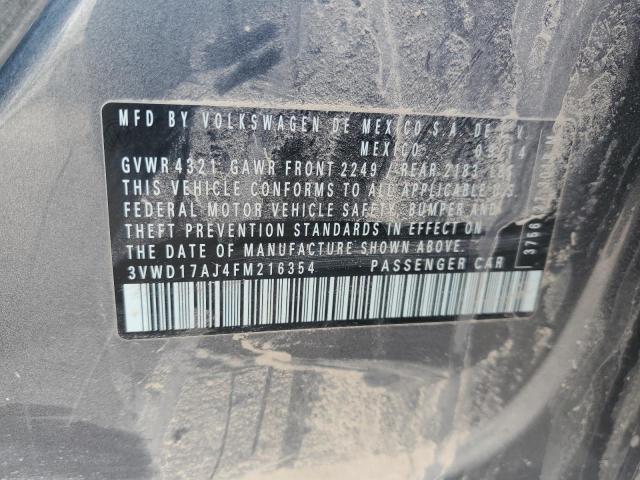 MFD BY VOLKSWAGEN DE MEXICO S.A. DE C.V.
MEXICO
GVWR 4321 GAWR FRONT 2249 REAR 2183 LBS
THIS VEHICLE CONFORMS TO ALL APPLICABLE U.S.
FEDERAL MOTOR VEHICLE SAFETY, BUMPER AND
THEFT PREVENTION STANDARDS IN EFFECT ON
THE DATE OF MANUFACTURE SHOWN ABOVE
3VWD17AJ4FM216354 PASSENGER CAR